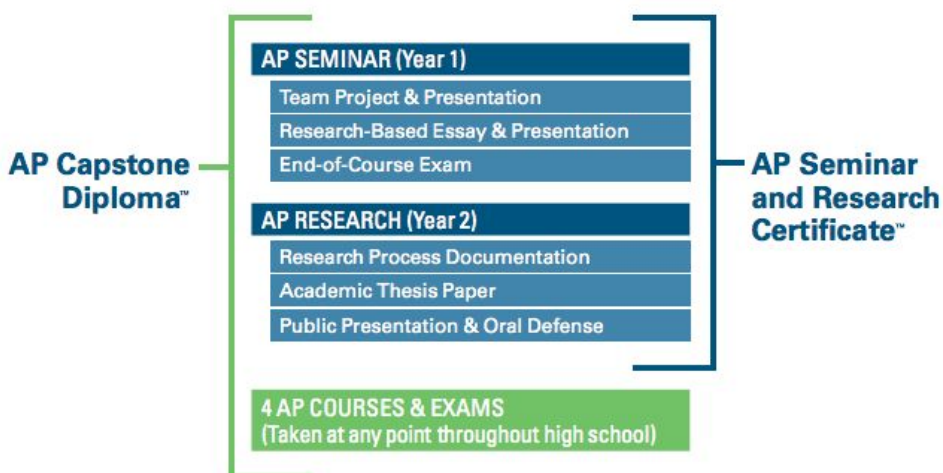 AP SEMINAR (Year 1)
Team Project & Presentation
Research-Based Essay & Presentation
End-of-Course Exam
AP Capstone
Diploma™
AP Seminar
and Research
Certificate™
AP RESEARCH (Year 2)
Research Process Documentation
Academic Thesis Paper
Public Presentation & Oral Defense
4 AP COURSES & EXAMS
(Taken at any point throughout high school)